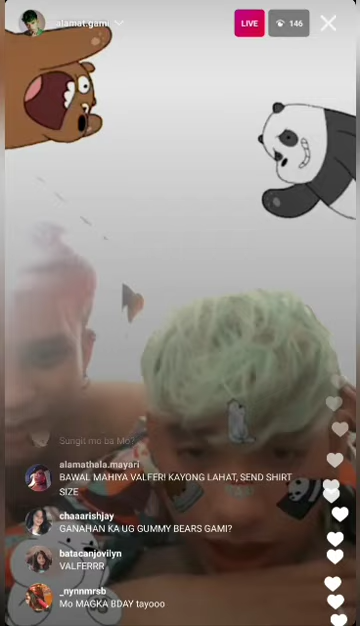 alamat.gami
LIVE
146
Sungit mo ba Mo?
alamathala.mayari
BAWAL MAHIYA VALFER! KAYONG LAHAT, SEND SHIRT
SIZE
chaaarishjay
GANAHAN KA UG GUMMY BEARS GAMI?
batacanjovilyn
VALFERRR
_nynnmrsb
Mo MAGKA BDAY tayooo